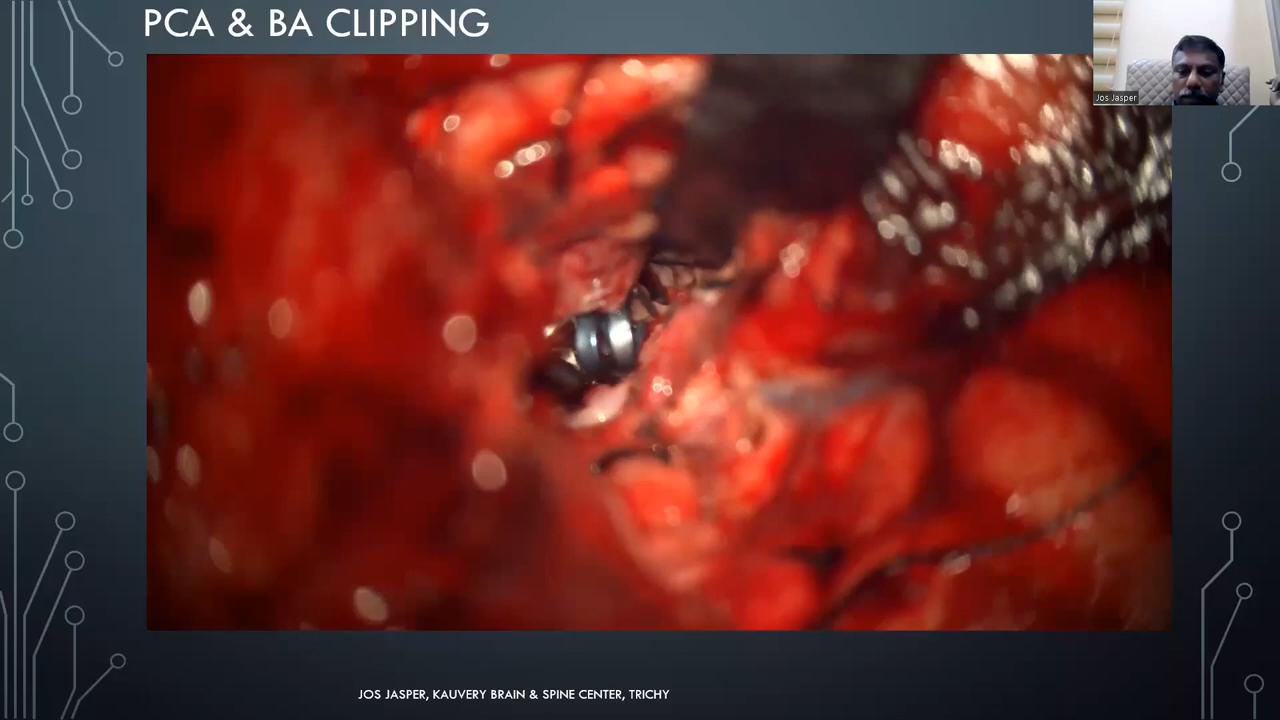 PCA & BA CLIPPING
Jos Jasper
JOS JASPER, KAUVERY BRAIN & SPINE CENTER, TRICHY